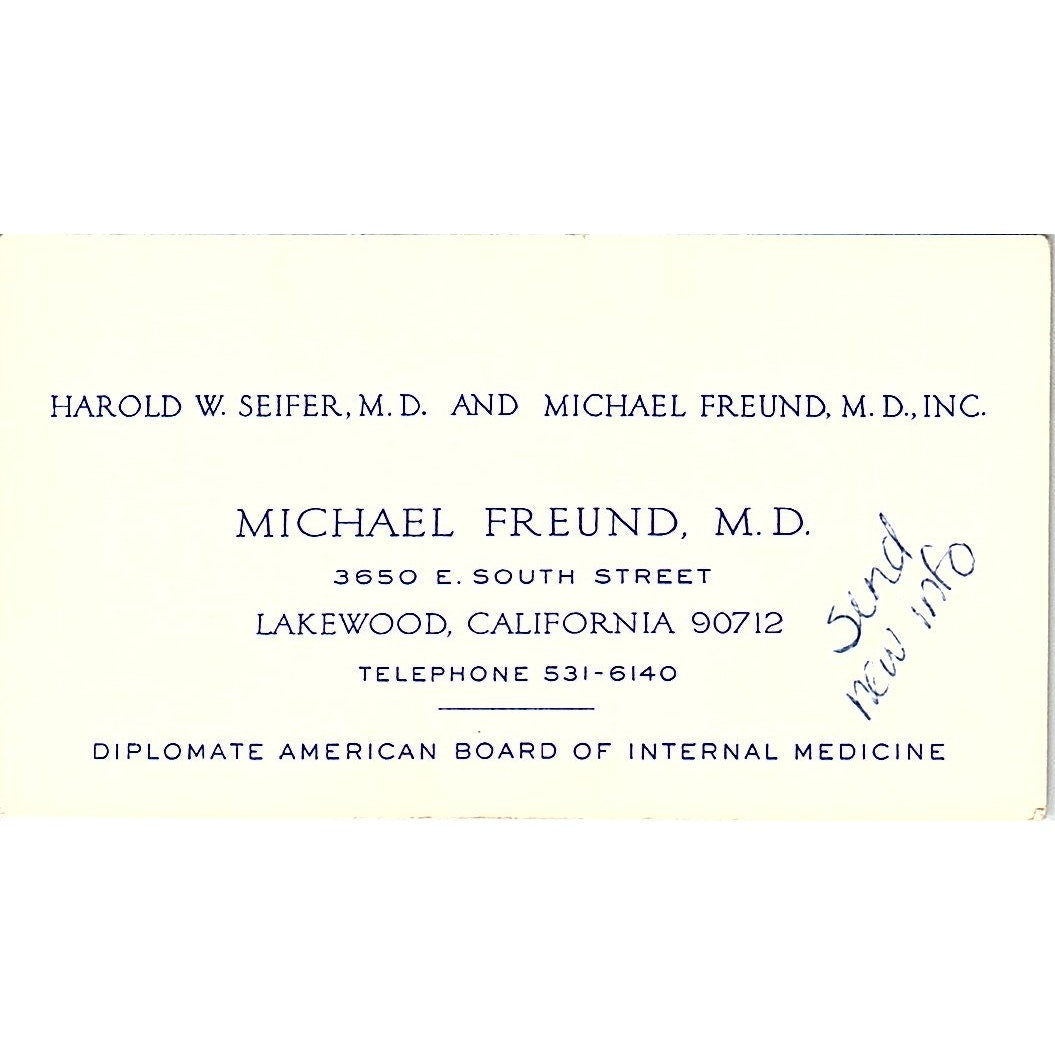 HAROLD W. SEIFER, M.D. AND MICHAEL FREUND, M.D., INC.
MICHAEL FREUND, M.D.
3650 E. SOUTH STREET
LAKEWOOD, CALIFORNIA 90712
TELEPHONE 531-6140
DIPLOMATE AMERICAN BOARD OF INTERNAL MEDICINE
Send
new info